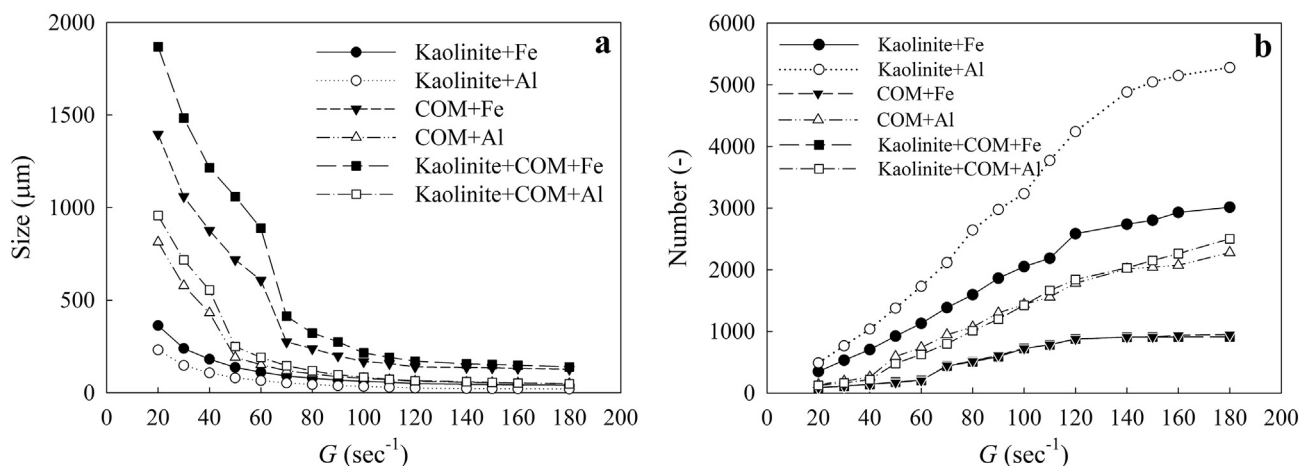 2000
1500
1000
500
0
Size (µm)
a
Kaolinite+Fe
Kaolinite+Al
COM+Fe
COM+Al
Kaolinite+COM+Fe
Kaolinite+COM+Al
0 20 40 60 80 100 120 140 160 180 200
G (sec⁻¹)
6000
5000
4000
3000
2000
1000
0
Number (-)
b
Kaolinite+Fe
Kaolinite+Al
COM+Fe
COM+Al
Kaolinite+COM+Fe
Kaolinite+COM+Al
0 20 40 60 80 100 120 140 160 180 200
G (sec⁻¹)